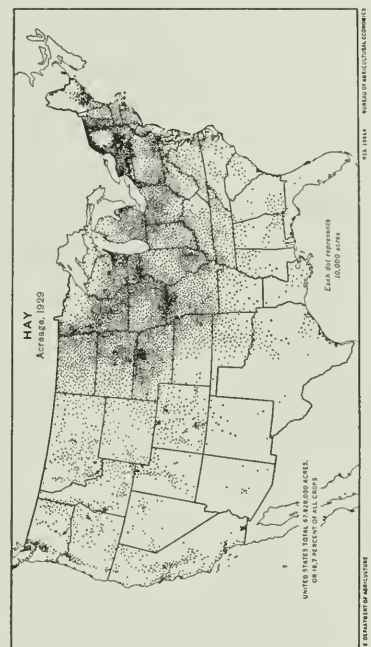 HAY
Acreage, 1929
Each dot represents
10,000 acres
UNITED STATES TOTAL 67,828,000 ACRES,
OR 18.7 PERCENT OF ALL CROPS
DEPARTMENT OF AGRICULTURE
BUREAU OF AGRICULTURAL ECONOMICS